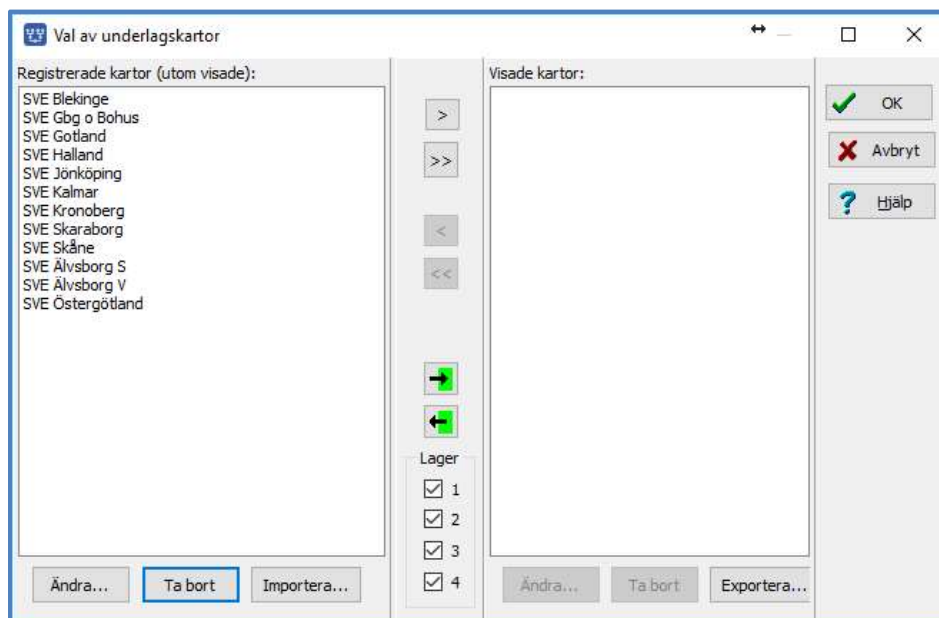 Val av underlagskartor
Registrerade kartor (utom visade):
SVE Blekinge
SVE Gbg o Bohus
SVE Gotland
SVE Halland
SVE Jönköping
SVE Kalmar
SVE Kronoberg
SVE Skaraborg
SVE Skåne
SVE Älvsborg S
SVE Älvsborg V
SVE Östergötland
Ändra...
Ta bort
Importera...
>
>>
<
<<
Lager
1
2
3
4
Visade kartor:
Ändra...
Ta bort
Exportera...
OK
Avbryt
Hjälp